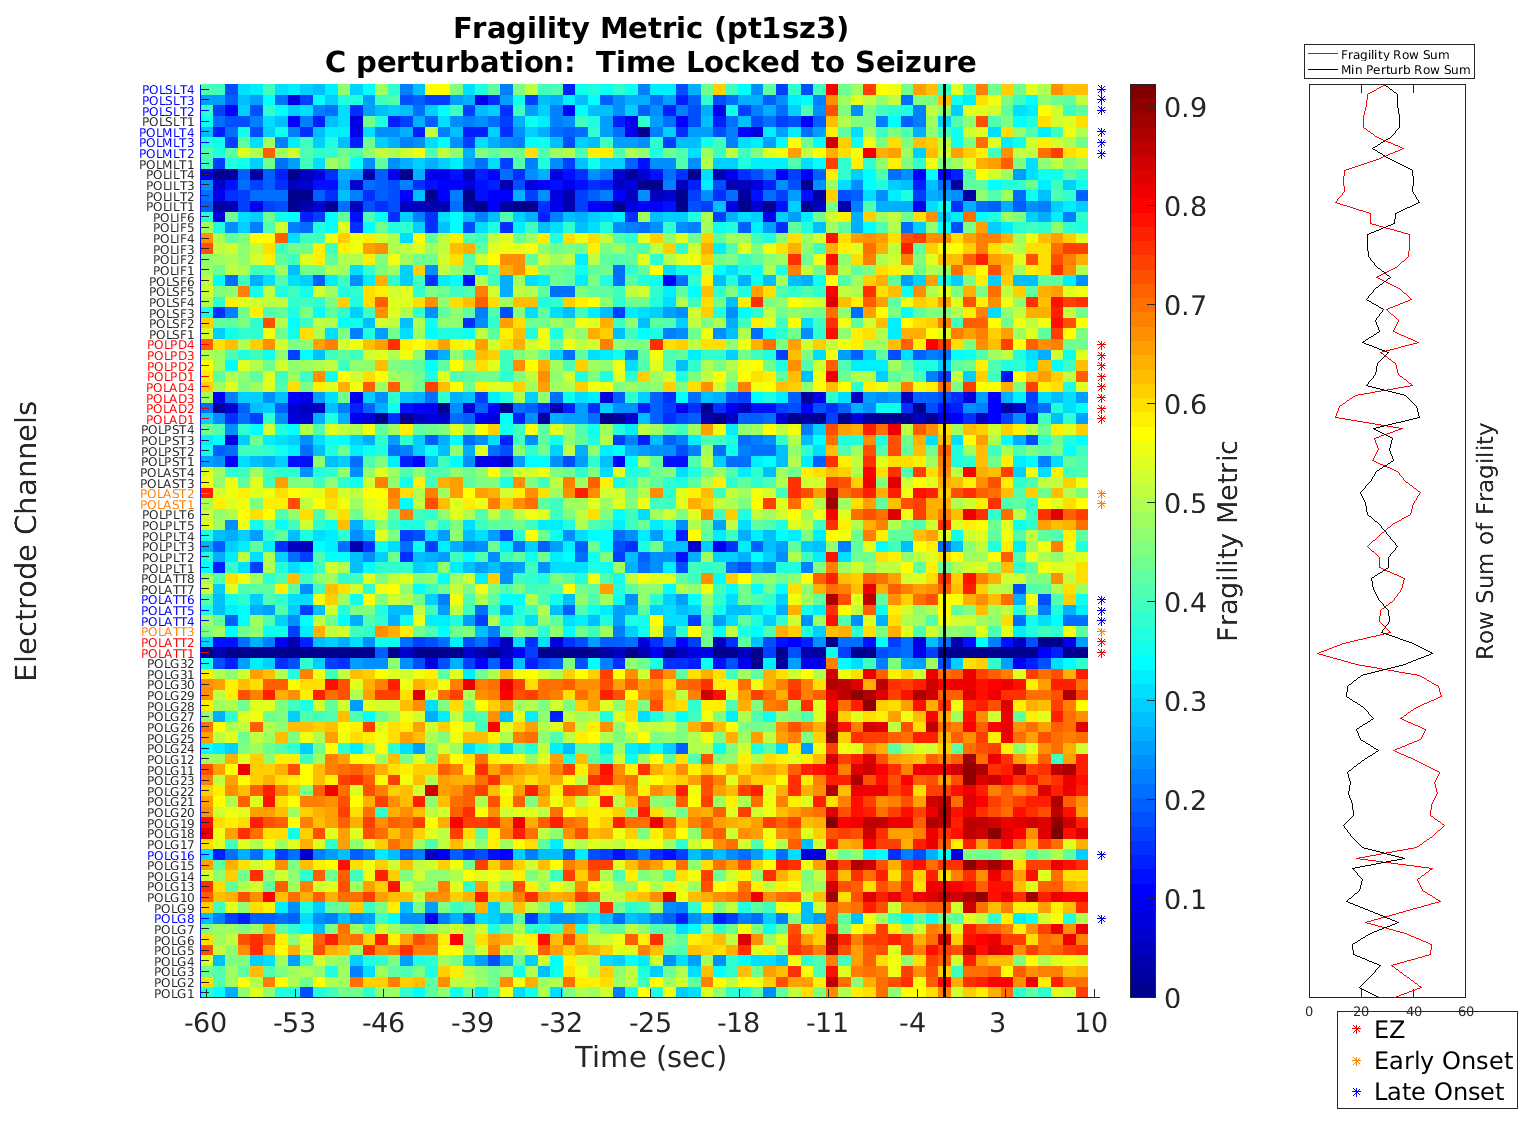 Fragility Metric (pt1sz3)
C perturbation:  Time Locked to Seizure
Fragility Row Sum
Min Perturb Row Sum
Electrode Channels
POLSLT4
POLSLT3
POLSLT2
POLSLT1
POLMLT4
POLMLT3
POLMLT2
POLMLT1
POLILT4
POLILT3
POLILT2
POLILT1
POLIF6
POLIF5
POLIF4
POLIF3
POLIF2
POLIF1
POLSF6
POLSF5
POLSF4
POLSF3
POLSF2
POLSF1
POLPD4
POLPD3
POLPD2
POLPD1
POLAD4
POLAD3
POLAD2
POLAD1
POLPST4
POLPST3
POLPST2
POLPST1
POLAST4
POLAST3
POLAST2
POLAST1
POLPLT6
POLPLT5
POLPLT4
POLPLT3
POLPLT2
POLPLT1
POLATT8
POLATT7
POLATT6
POLATT5
POLATT4
POLATT3
POLATT2
POLATT1
POLG32
POLG31
POLG30
POLG29
POLG28
POLG27
POLG26
POLG25
POLG24
POLG12
POLG11
POLG23
POLG22
POLG21
POLG20
POLG19
POLG18
POLG17
POLG16
POLG15
POLG14
POLG13
POLG10
POLG9
POLG8
POLG7
POLG6
POLG5
POLG4
POLG3
POLG2
POLG1
-60 -53 -46 -39 -32 -25 -18 -11 -4 3 10
Time (sec)
0.9
0.8
0.7
0.6
0.5
0.4
0.3
0.2
0.1
0
Fragility Metric
Row Sum of Fragility
0 20 40 60
EZ
Early Onset
Late Onset